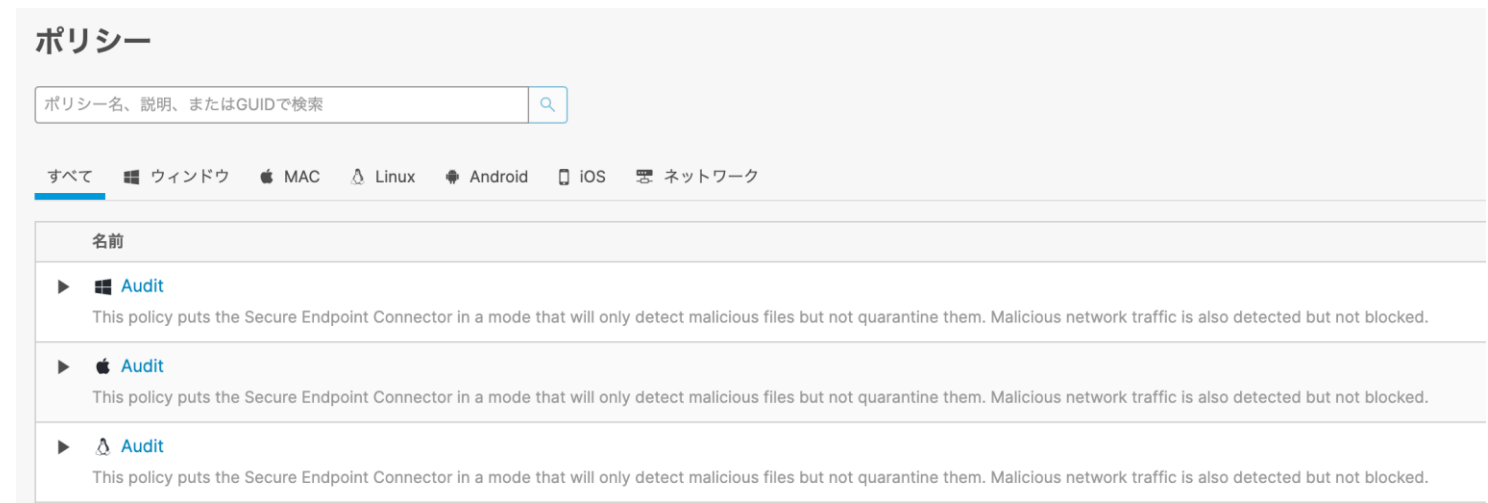 ポリシー
ポリシー名、説明、またはGUIDで検索
すべて ウィンドウ MAC Linux Android iOS ネットワーク
名前
Audit
This policy puts the Secure Endpoint Connector in a mode that will only detect malicious files but not quarantine them. Malicious network traffic is also detected but not blocked.
Audit
This policy puts the Secure Endpoint Connector in a mode that will only detect malicious files but not quarantine them. Malicious network traffic is also detected but not blocked.
Audit
This policy puts the Secure Endpoint Connector in a mode that will only detect malicious files but not quarantine them. Malicious network traffic is also detected but not blocked.